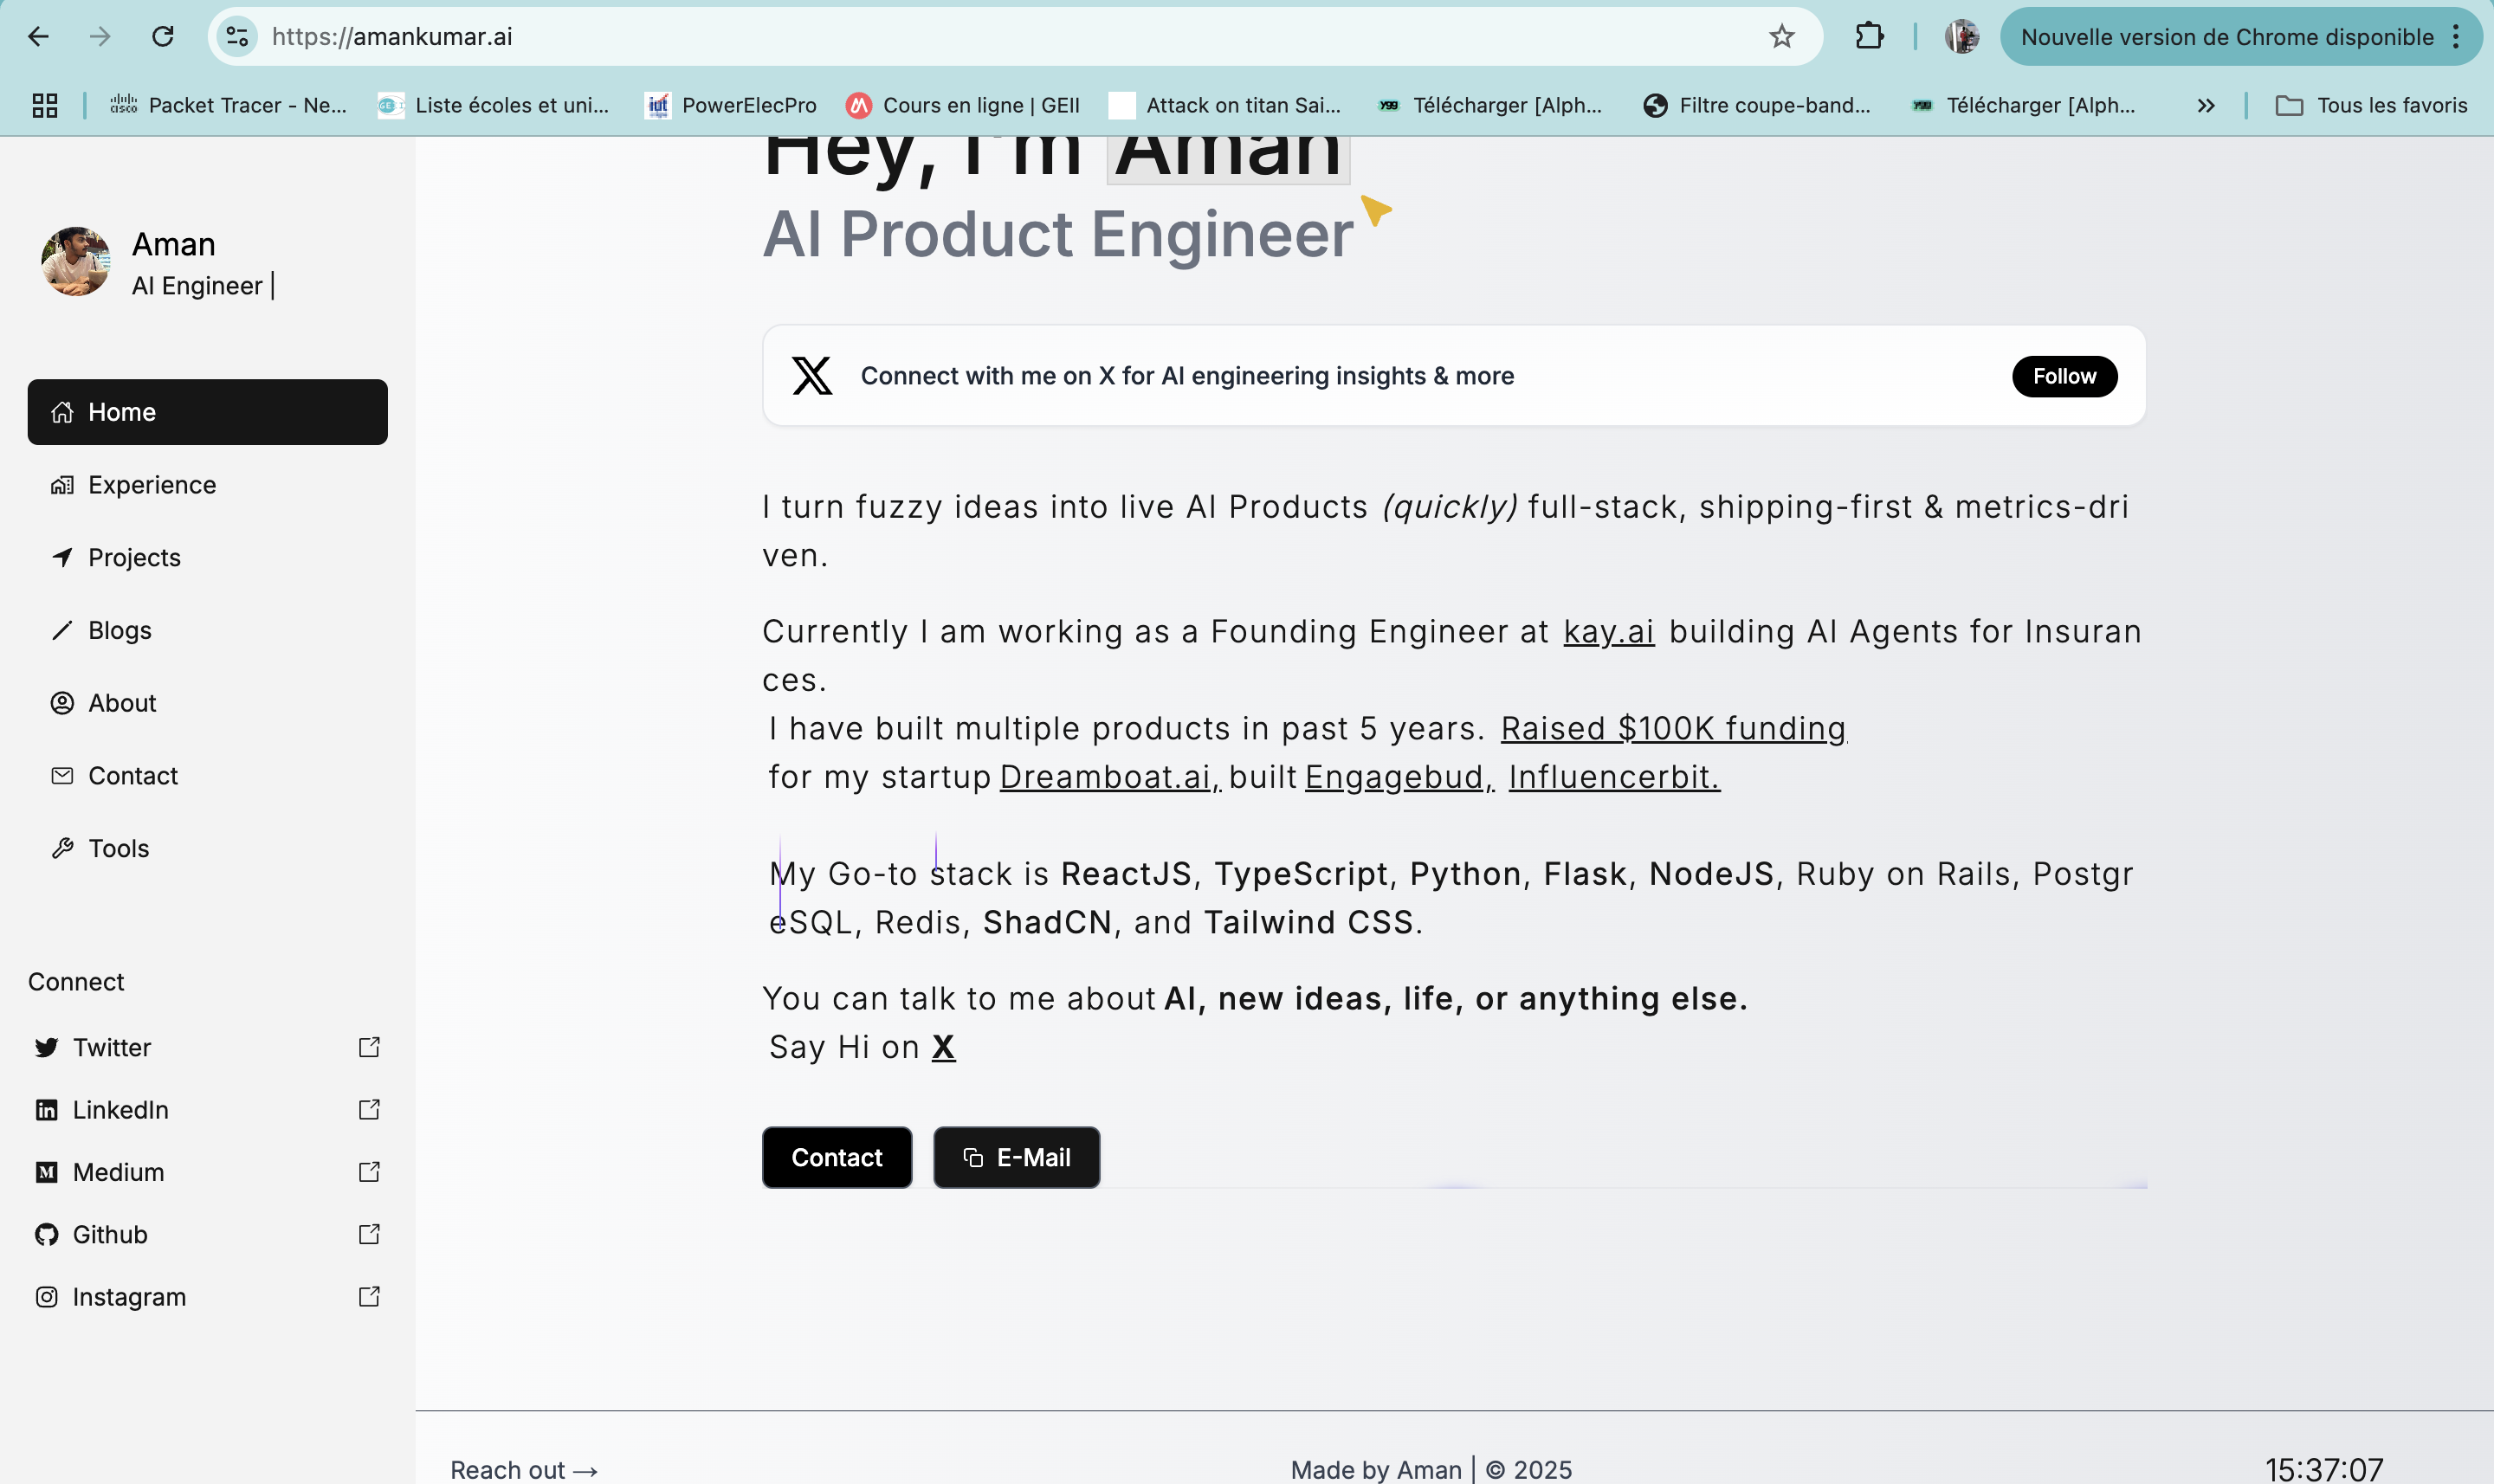 https://amankumar.ai
Nouvelle version de Chrome disponible
CISCO
Packet Tracer - Ne...
Liste écoles et uni...
iut
PowerElecPro
Cours en ligne | GEII
Attack on titan Sai...
Télécharger [Alph...
Filtre coupe-band...
Télécharger [Alph...
Tous les favoris
Aman
AI Engineer |
Home
Experience
Projects
Blogs
About
Contact
Tools
Connect
Twitter
LinkedIn
Medium
Github
Instagram
Hey, I'm Aman
AI Product Engineer
Connect with me on X for AI engineering insights & more
Follow
I turn fuzzy ideas into live AI Products (quickly) full-stack, shipping-first & metrics-dri
ven.
Currently I am working as a Founding Engineer at kay.ai building AI Agents for Insuran
ces.
I have built multiple products in past 5 years. Raised $100K funding
for my startup Dreamboat.ai, built Engagebud, Influencerbit.
My Go-to stack is ReactJS, TypeScript, Python, Flask, NodeJS, Ruby on Rails, Postgr
eSQL, Redis, ShadCN, and Tailwind CSS.
You can talk to me about AI, new ideas, life, or anything else.
Say Hi on X
Contact
E-Mail
Reach out →
Made by Aman | © 2025
15:37:07